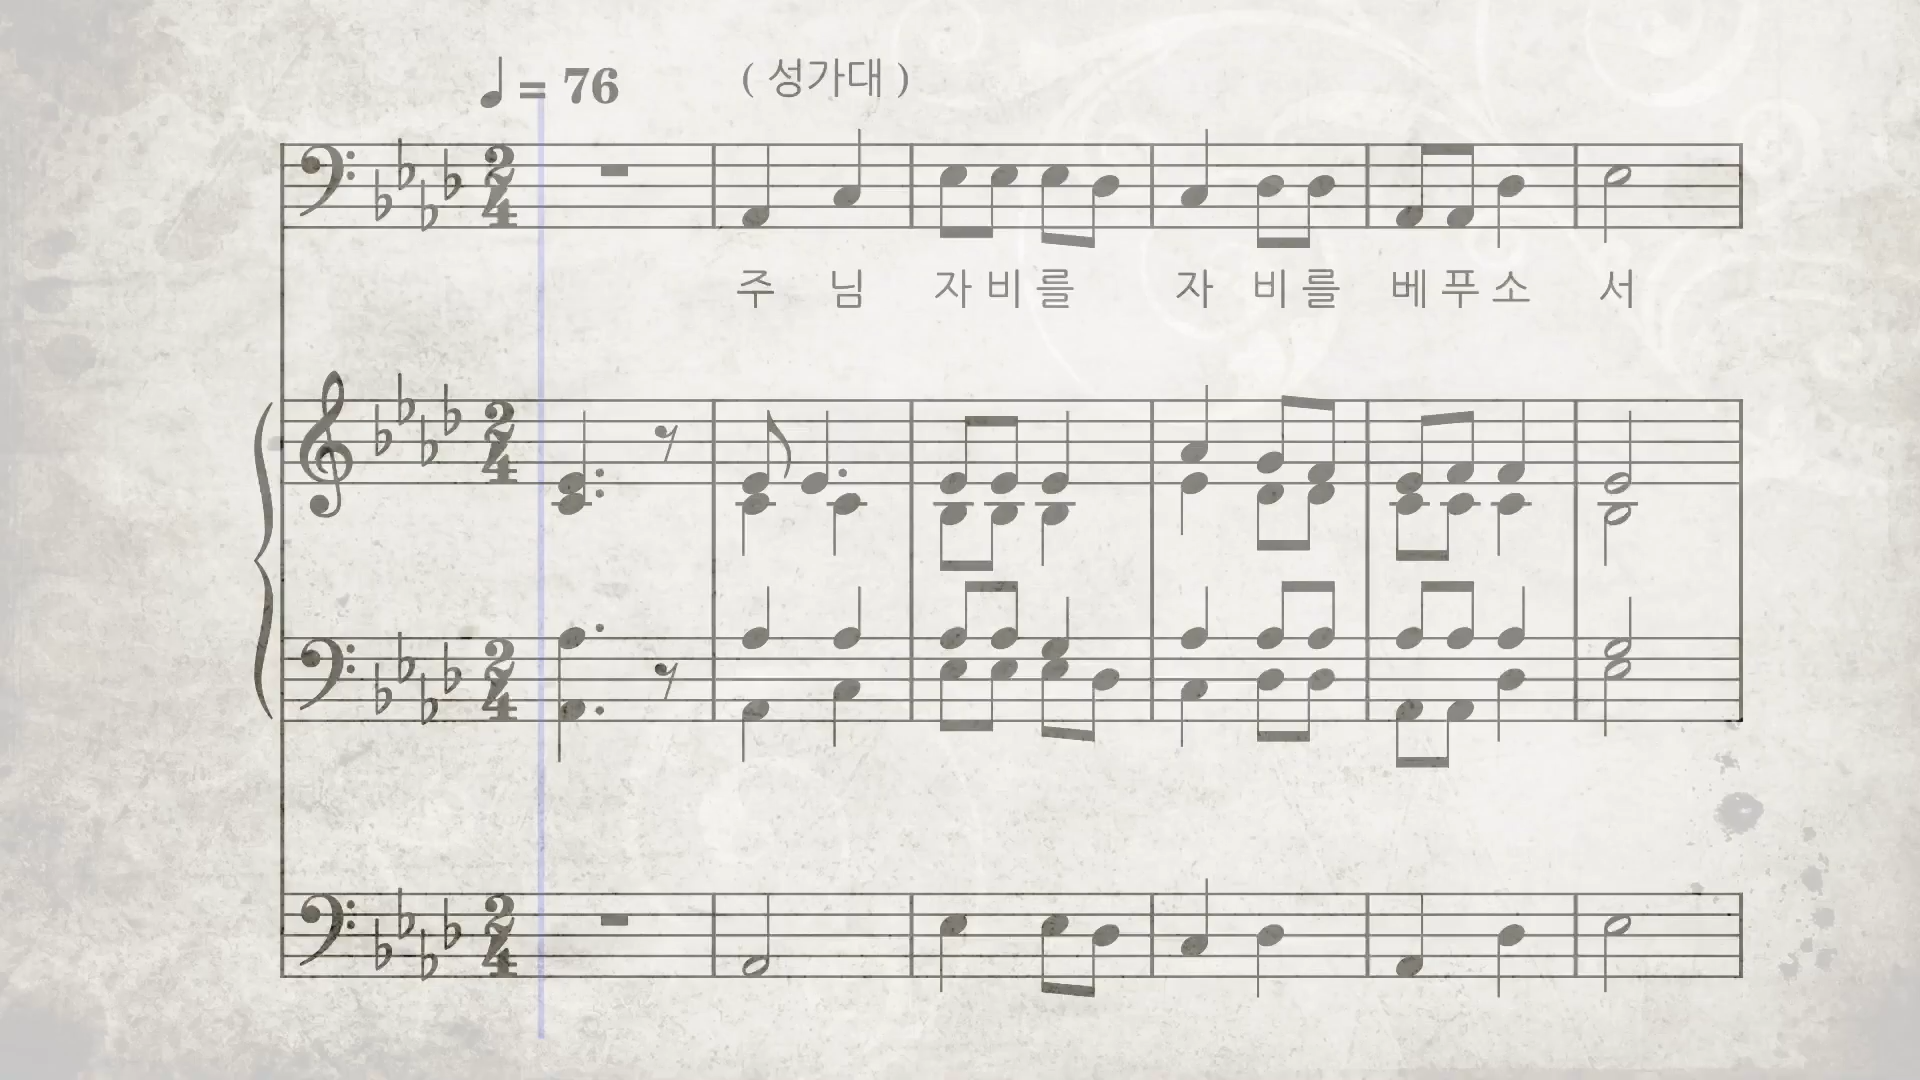 ♩ = 76 ( 성가대 )
주 님 자 비 를 자 비 를 베 푸 소 서